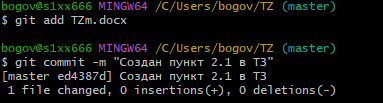 bogov@s1xx666 MINGW64 /C/Users/bogov/TZ (master)
$ git add TZm.docx
bogov@s1xx666 MINGW64 /C/Users/bogov/TZ (master)
$ git commit -m "Создан пункт 2.1 в ТЗ"
[master ed4387d] Создан пункт 2.1 в ТЗ
1 file changed, 0 insertions(+), 0 deletions(-)